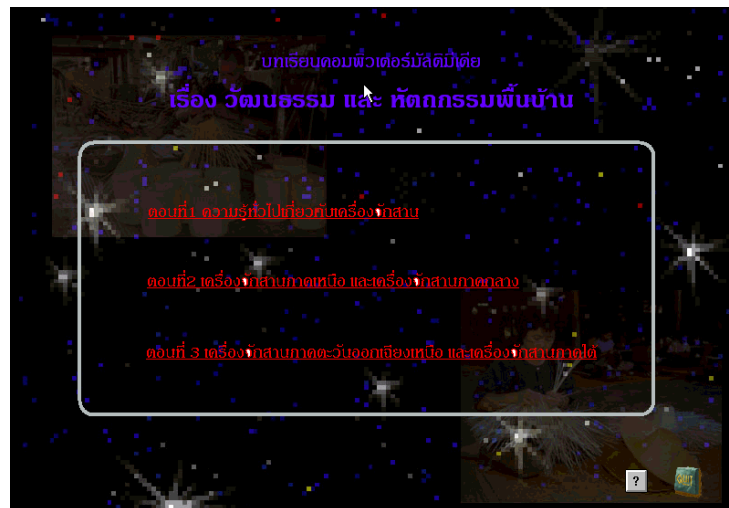 บทเรียนคอมพิวเตอร์มัลติมีเดีย
เรื่อง วัฒนธรรม และ หัตถกรรมพื้นบ้าน
ตอนที่1 ความรู้ทั่วไปเกี่ยวกับเครื่องจักสาน
ตอนที่2 เครื่องจักสานภาคเหนือ และเครื่องจักสานภาคกลาง
ตอนที่ 3 เครื่องจักสานภาคตะวันออกเฉียงเหนือ และเครื่องจักสานภาคใต้
?